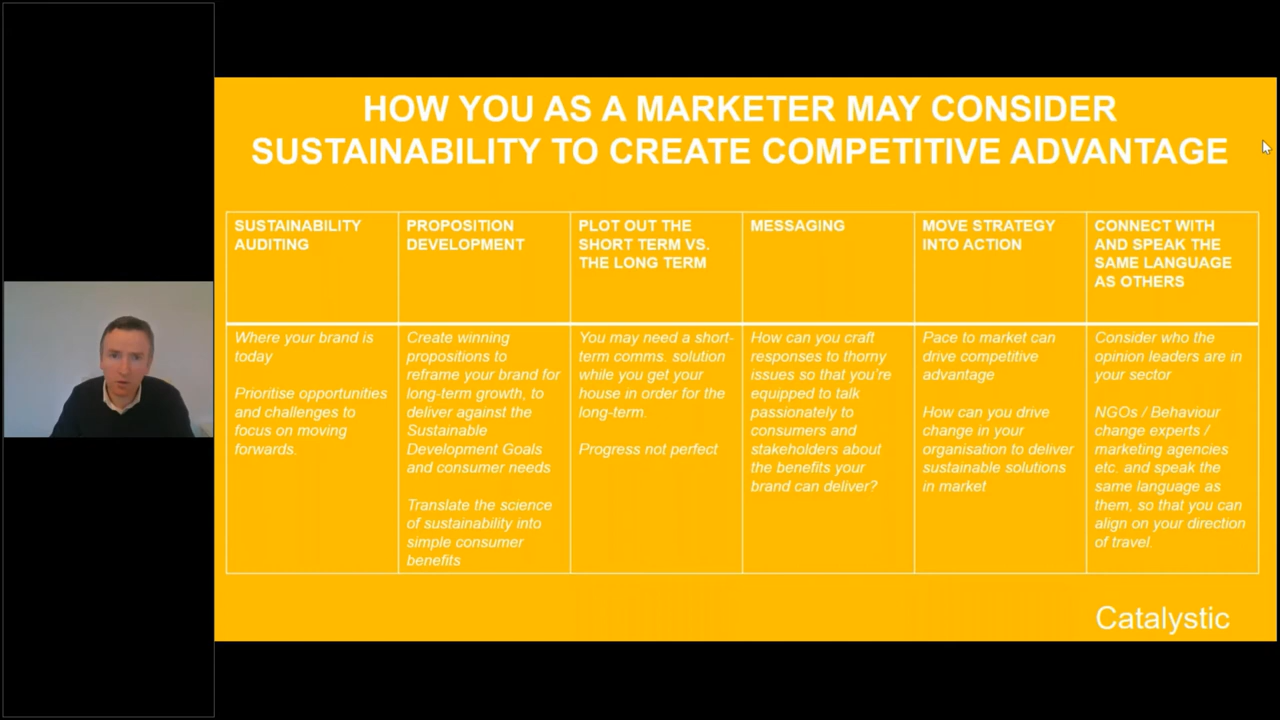 HOW YOU AS A MARKETER MAY CONSIDER
SUSTAINABILITY TO CREATE COMPETITIVE ADVANTAGE
SUSTAINABILITY
AUDITING
PROPOSITION
DEVELOPMENT
PLOT OUT THE
SHORT TERM VS.
THE LONG TERM
MESSAGING
MOVE STRATEGY
INTO ACTION
CONNECT WITH
AND SPEAK THE
SAME LANGUAGE
AS OTHERS
Where your brand is
today
Prioritise opportunities
and challenges to
focus on moving
forwards.
Create winning
propositions to
reframe your brand for
long-term growth, to
deliver against the
Sustainable
Development Goals
and consumer needs
Translate the science
of sustainability into
simple consumer
benefits
You may need a short-
term comms. solution
while you get your
house in order for the
long-term.
Progress not perfect
How can you craft
responses to thorny
issues so that you're
equipped to talk
passionately to
consumers and
stakeholders about
the benefits your
brand can deliver?
Pace to market can
drive competitive
advantage
How can you drive
change in your
organisation to deliver
sustainable solutions
in market
Consider who the
opinion leaders are in
your sector
NGOs / Behaviour
change experts /
marketing agencies
etc. and speak the
same language as
them, so that you can
align on your direction
of travel.
Catalystic